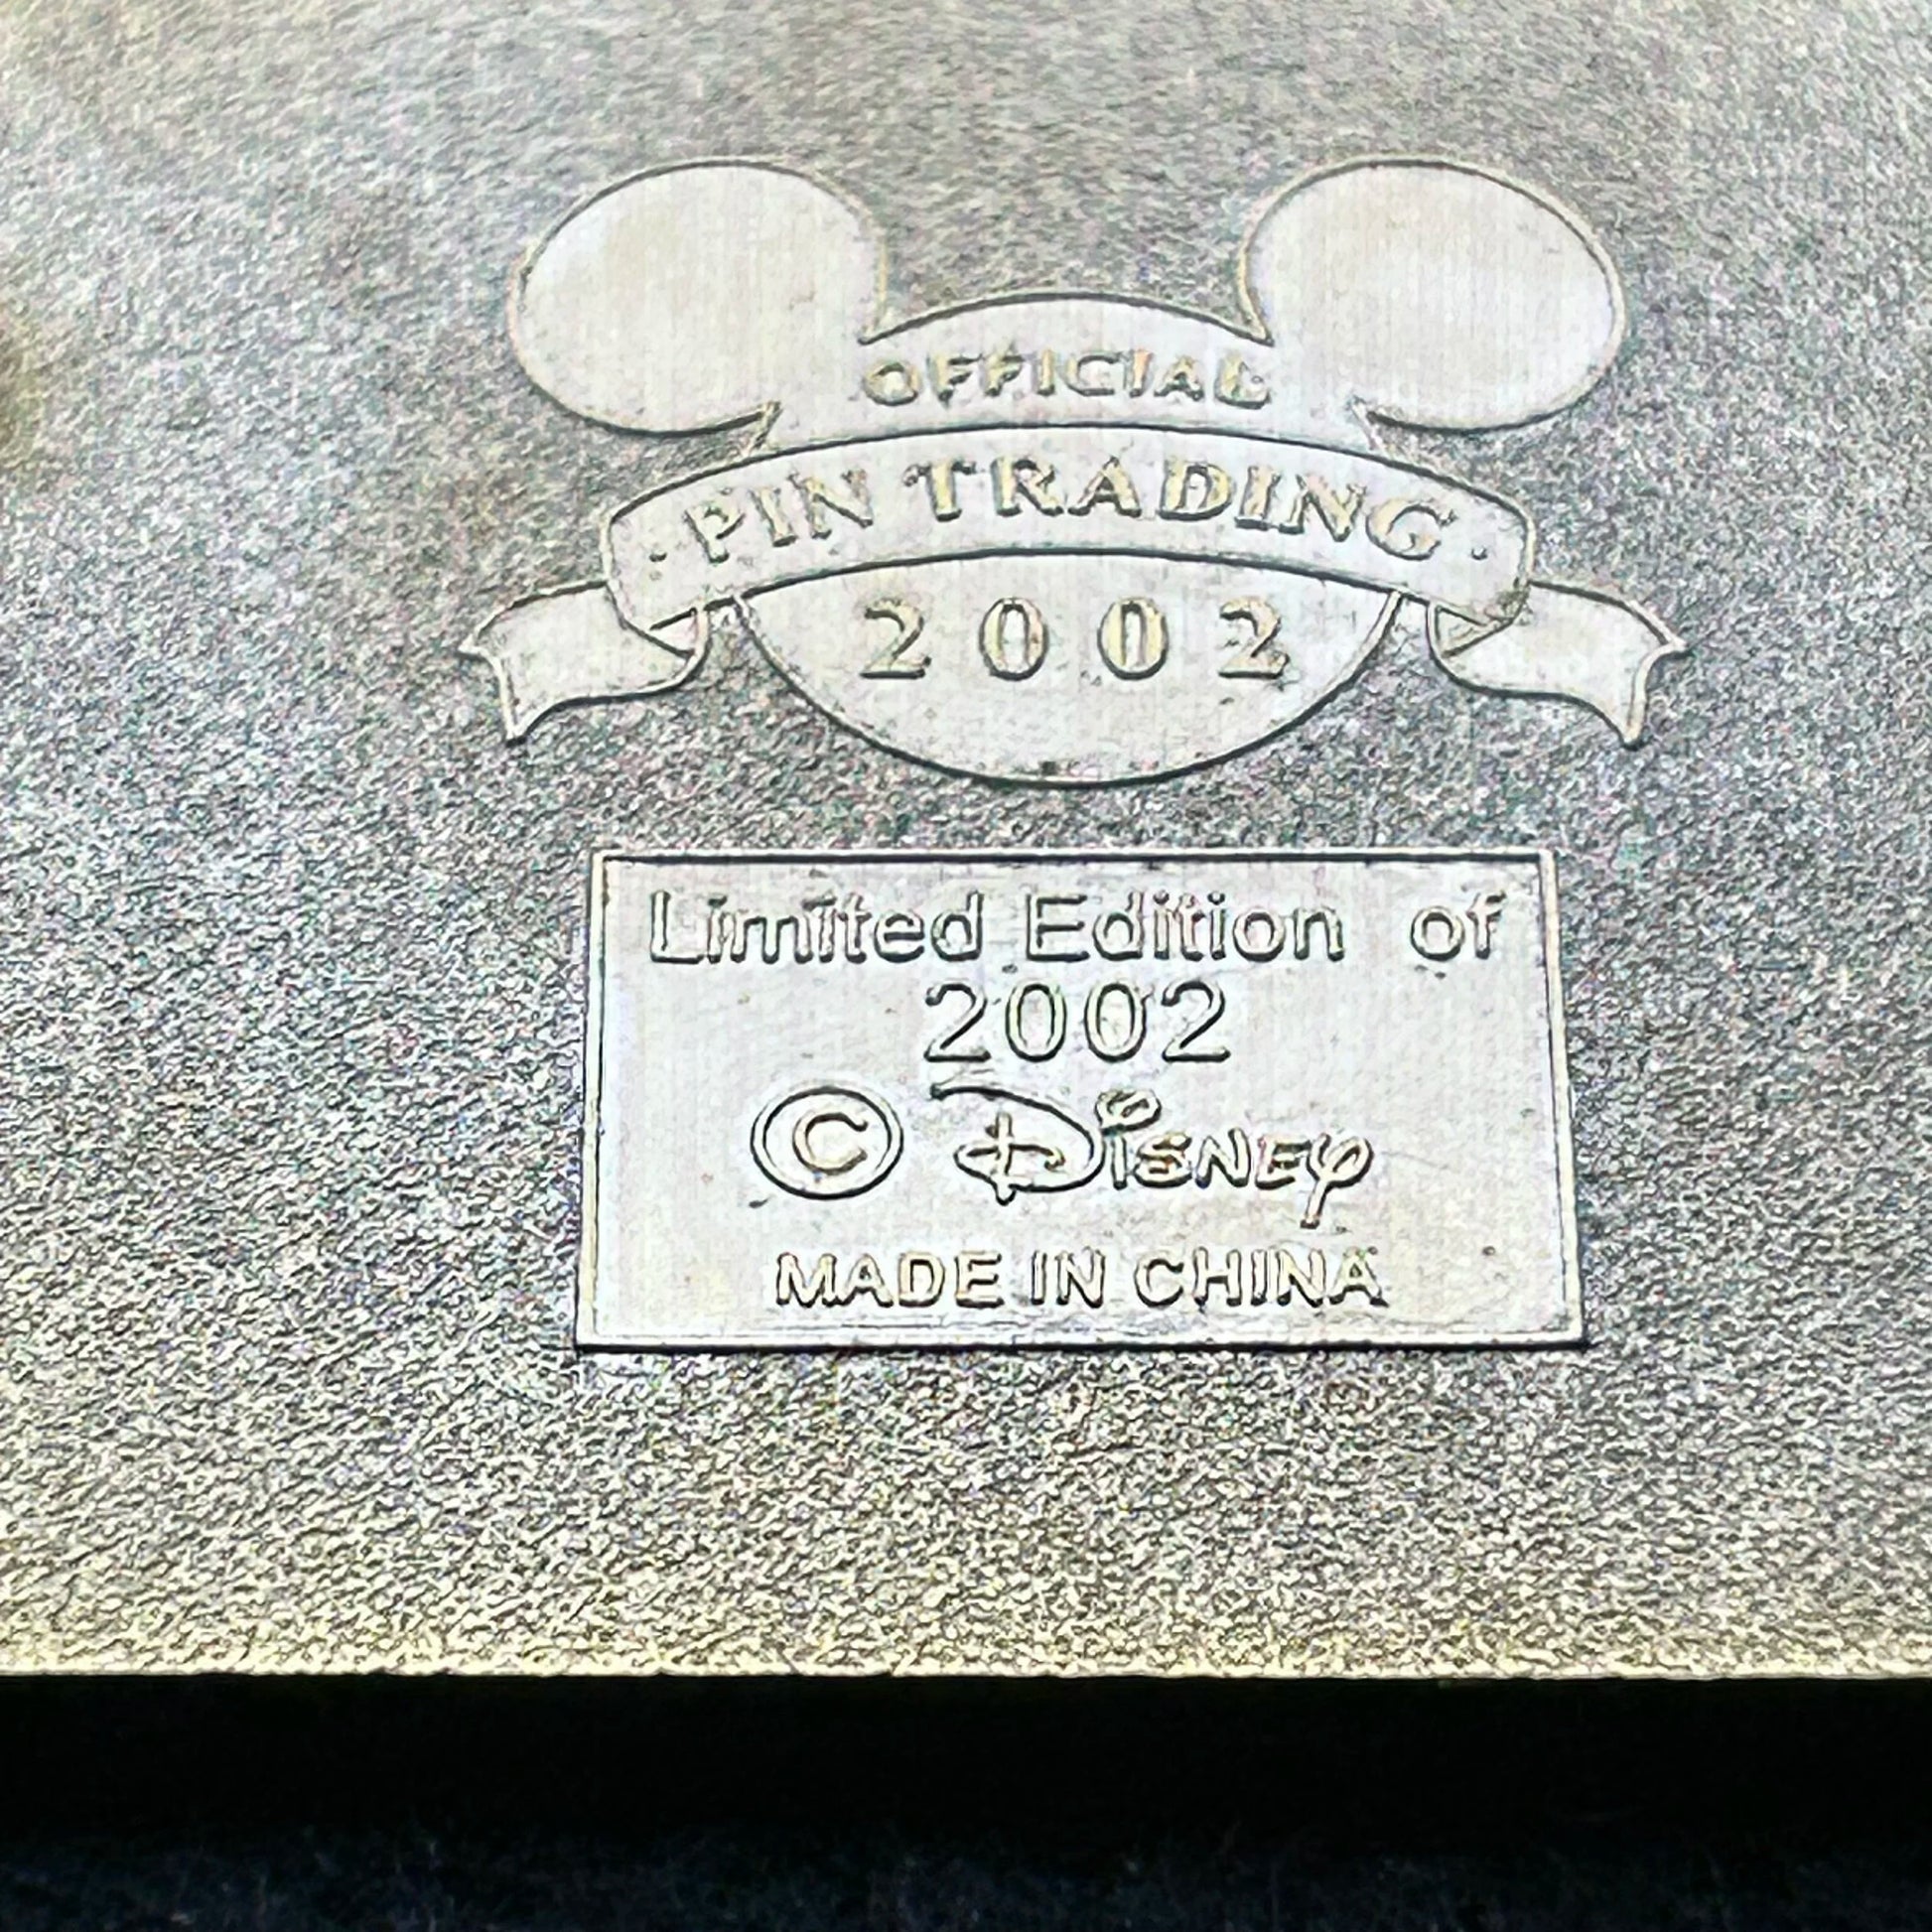 OFFICIAL
· PIN TRADING ·
2002
Limited Edition of
2002
© Disney
MADE IN CHINA